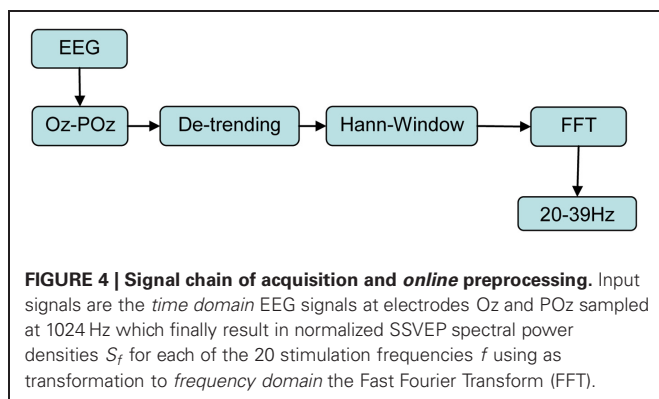 EEG
Oz-POz
De-trending
Hann-Window
FFT
20-39Hz
FIGURE 4 | Signal chain of acquisition and online preprocessing. Input
signals are the time domain EEG signals at electrodes Oz and POz sampled
at 1024 Hz which finally result in normalized SSVEP spectral power
densities Sf for each of the 20 stimulation frequencies f using as
transformation to frequency domain the Fast Fourier Transform (FFT).